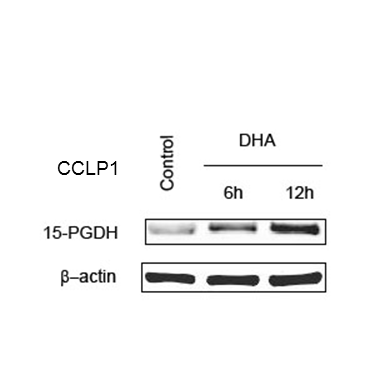 DHA
Control
CCLP1
6h 12h
15-PGDH
β–actin